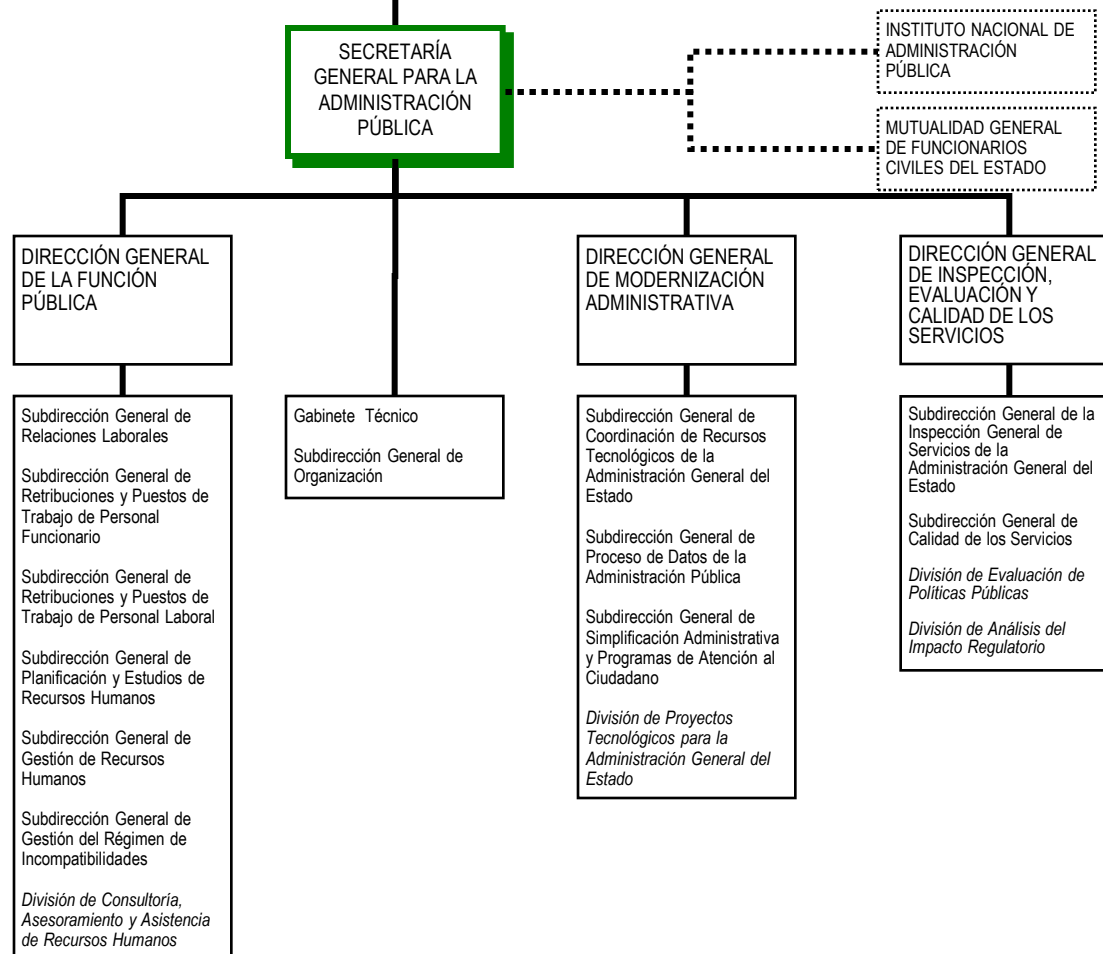 SECRETARÍA
GENERAL PARA LA
ADMINISTRACIÓN
PÚBLICA
INSTITUTO NACIONAL DE
ADMINISTRACIÓN
PÚBLICA
MUTUALIDAD GENERAL
DE FUNCIONARIOS
CIVILES DEL ESTADO
DIRECCIÓN GENERAL
DE LA FUNCIÓN
PÚBLICA
DIRECCIÓN GENERAL
DE MODERNIZACIÓN
ADMINISTRATIVA
DIRECCIÓN GENERAL
DE INSPECCIÓN,
EVALUACIÓN Y
CALIDAD DE LOS
SERVICIOS
Subdirección General de
Relaciones Laborales
Subdirección General de
Retribuciones y Puestos de
Trabajo de Personal
Funcionario
Subdirección General de
Retribuciones y Puestos de
Trabajo de Personal Laboral
Subdirección General de
Planificación y Estudios de
Recursos Humanos
Subdirección General de
Gestión de Recursos
Humanos
Subdirección General de
Gestión del Régimen de
Incompatibilidades
División de Consultoría,
Asesoramiento y Asistencia
de Recursos Humanos
Gabinete Técnico
Subdirección General de
Organización
Subdirección General de
Coordinación de Recursos
Tecnológicos de la
Administración General del
Estado
Subdirección General de
Proceso de Datos de la
Administración Pública
Subdirección General de
Simplificación Administrativa
y Programas de Atención al
Ciudadano
División de Proyectos
Tecnológicos para la
Administración General del
Estado
Subdirección General de la
Inspección General de
Servicios de la
Administración General del
Estado
Subdirección General de
Calidad de los Servicios
División de Evaluación de
Políticas Públicas
División de Análisis del
Impacto Regulatorio